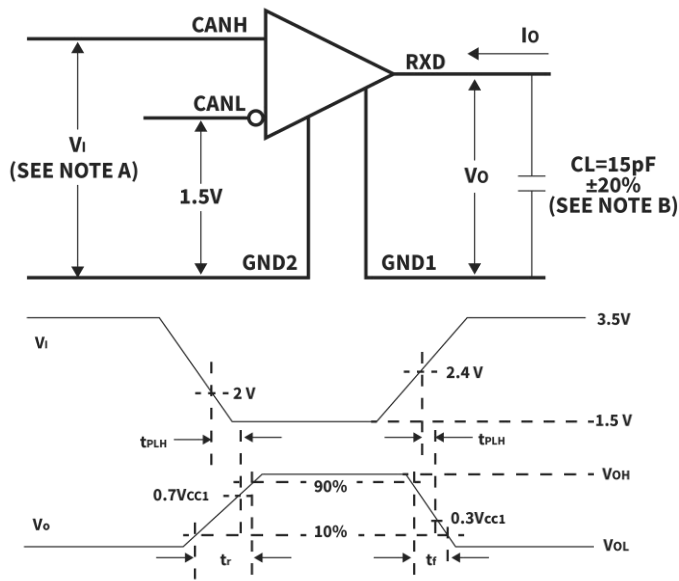 CANH
IO
RXD
CANL
VI
(SEE NOTE A)
1.5V
VO
CL=15pF
±20%
(SEE NOTE B)
GND2
GND1
3.5V
VI
2 V
2.4 V
1.5 V
tPLH
tPLH
VOH
90%
0.7VCC1
0.3VCC1
Vo
10%
VOL
tr
tf